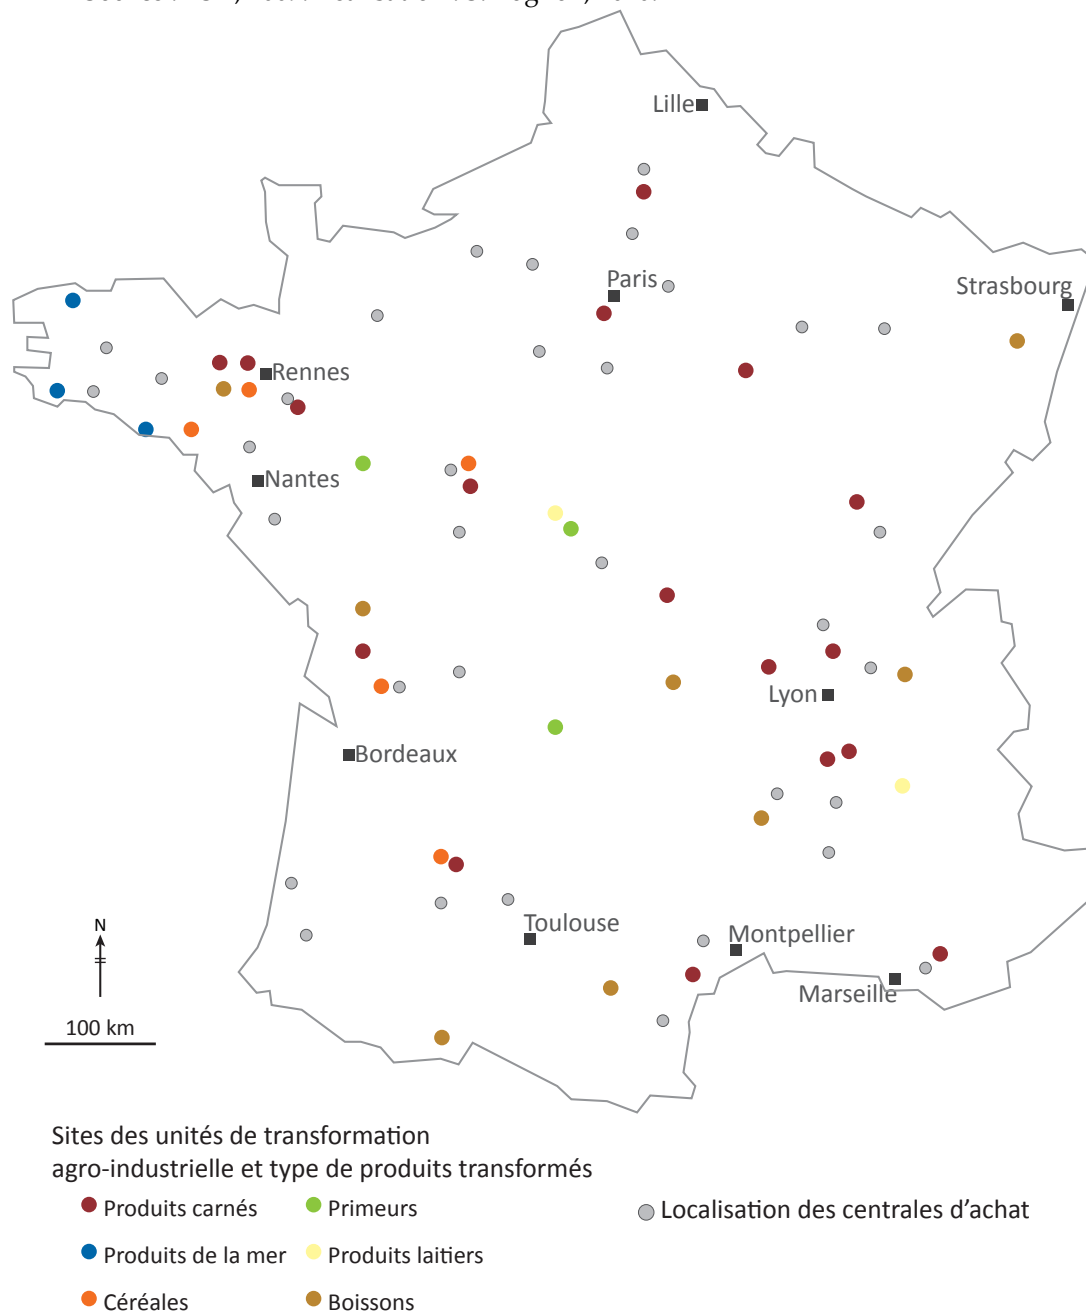 Lille
Paris
Strasbourg
Rennes
Nantes
Lyon
Bordeaux
Toulouse
Montpellier
Marseille
N
100 km
Sites des unités de transformation
agro-industrielle et type de produits transformés
Produits carnés
Primeurs
Localisation des centrales d'achat
Produits de la mer
Produits laitiers
Céréales
Boissons